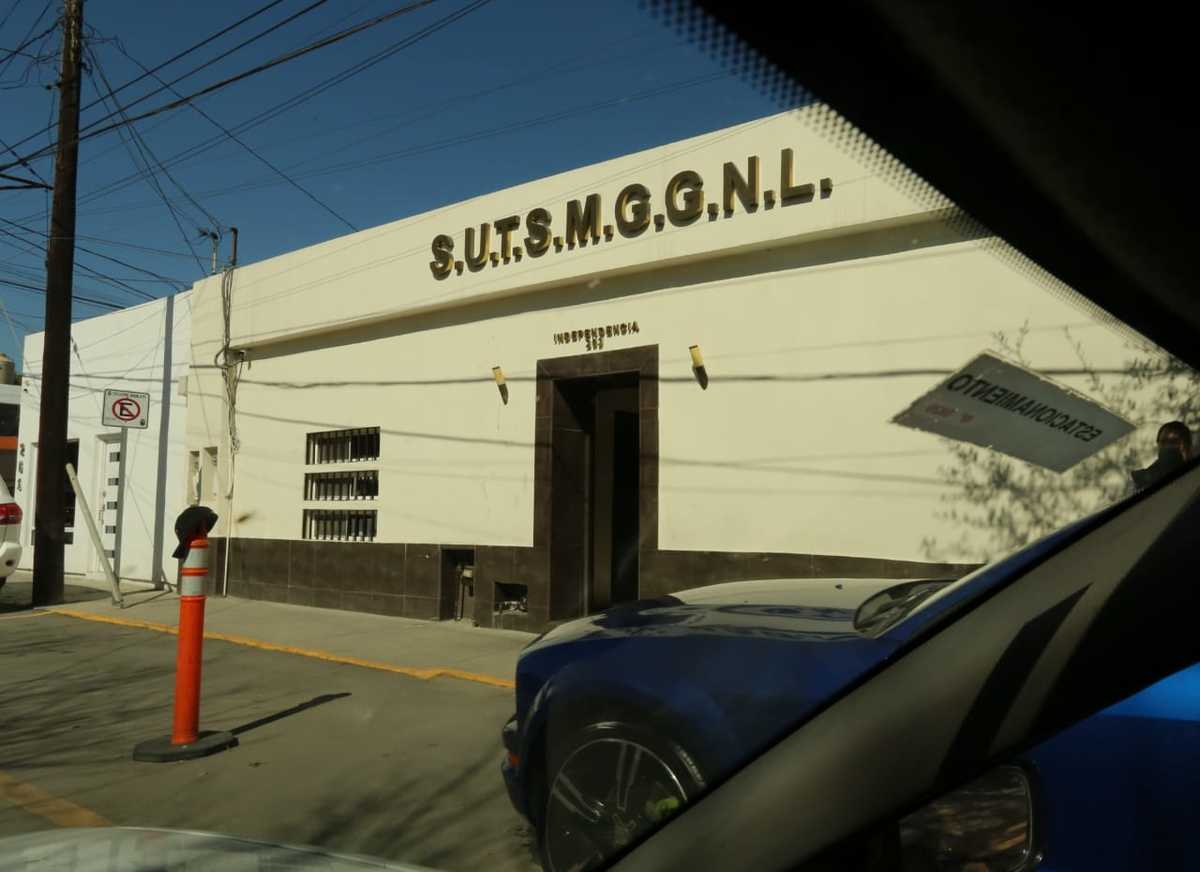 S.U.T.S.M.G.G.N.L.
INDEPENDENCIA
E
ESTACIONAMIENTO